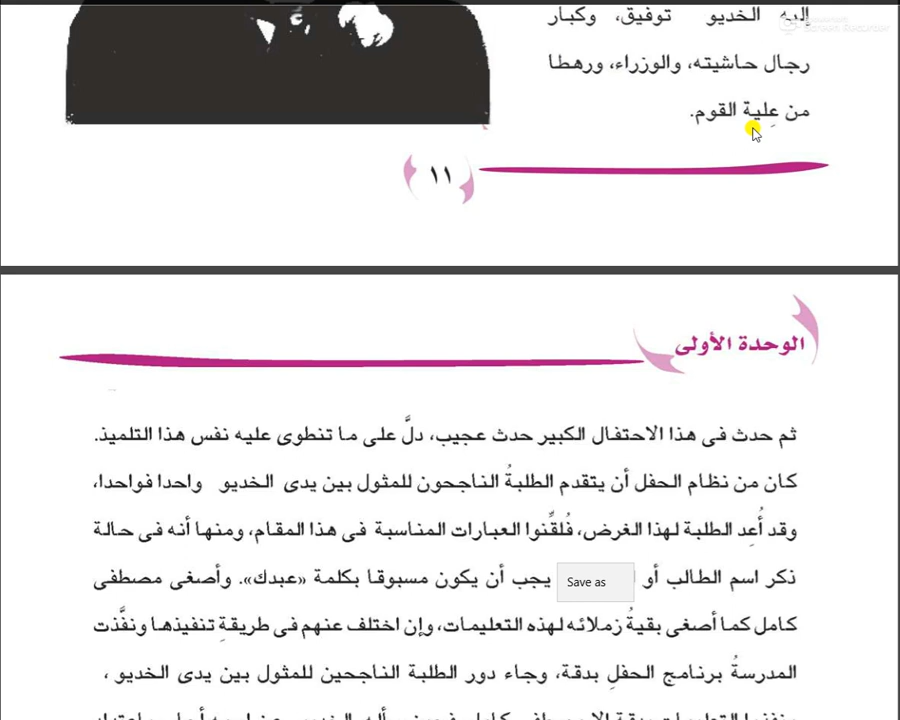 إليه الخديو توفيق، وكبار
رجال حاشيته، والوزراء، ورهطا
من عِلية القوم.
١١
الوحدة الأولى
ثم حدث فى هذا الاحتفال الكبير حدث عجيب، دلَّ على ما تنطوى عليه نفس هذا التلميذ.
كان من نظام الحفل أن يتقدم الطلبةُ الناجحون للمثول بين يدى الخديو واحدا فواحدا،
وقد أُعِد الطلبة لهذا الغرض، فُلقِّنوا العبارات المناسبة فى هذا المقام، ومنها أنه فى حالة
ذكر اسم الطالب أو
Save as
يجب أن يكون مسبوقا بكلمة «عبدك». وأصغى مصطفى
كامل كما أصغى بقيةُ زملائه لهذه التعليمات، وإن اختلف عنهم فى طريقةِ تنفيذها ونفَّذت
المدرسةُ برنامج الحفلِ بدقة، وجاء دور الطلبة الناجحين للمثول بين يدى الخديو ،